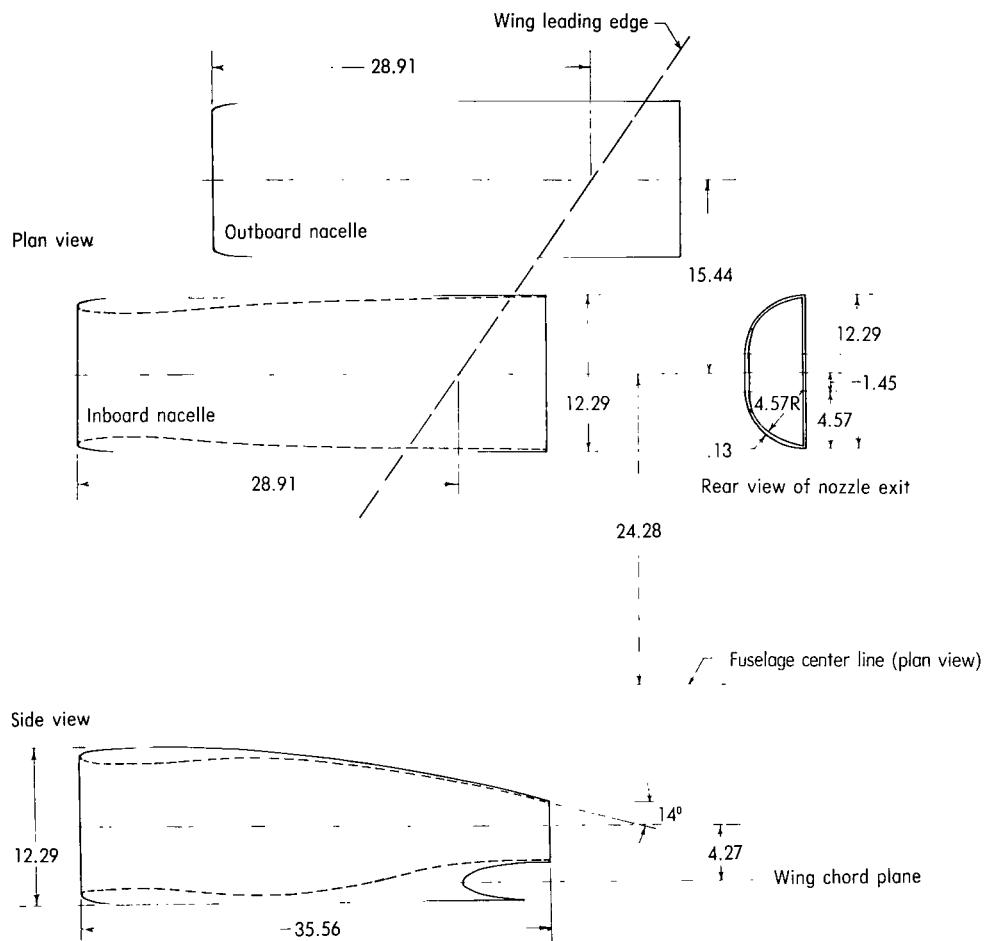 Wing leading edge
28.91
Outboard nacelle
Plan view
15.44
12.29
12.29
1.45
Inboard nacelle
4.57R
4.57
.13
28.91
Rear view of nozzle exit
24.28
Fuselage center line (plan view)
Side view
14°
12.29
4.27
Wing chord plane
35.56